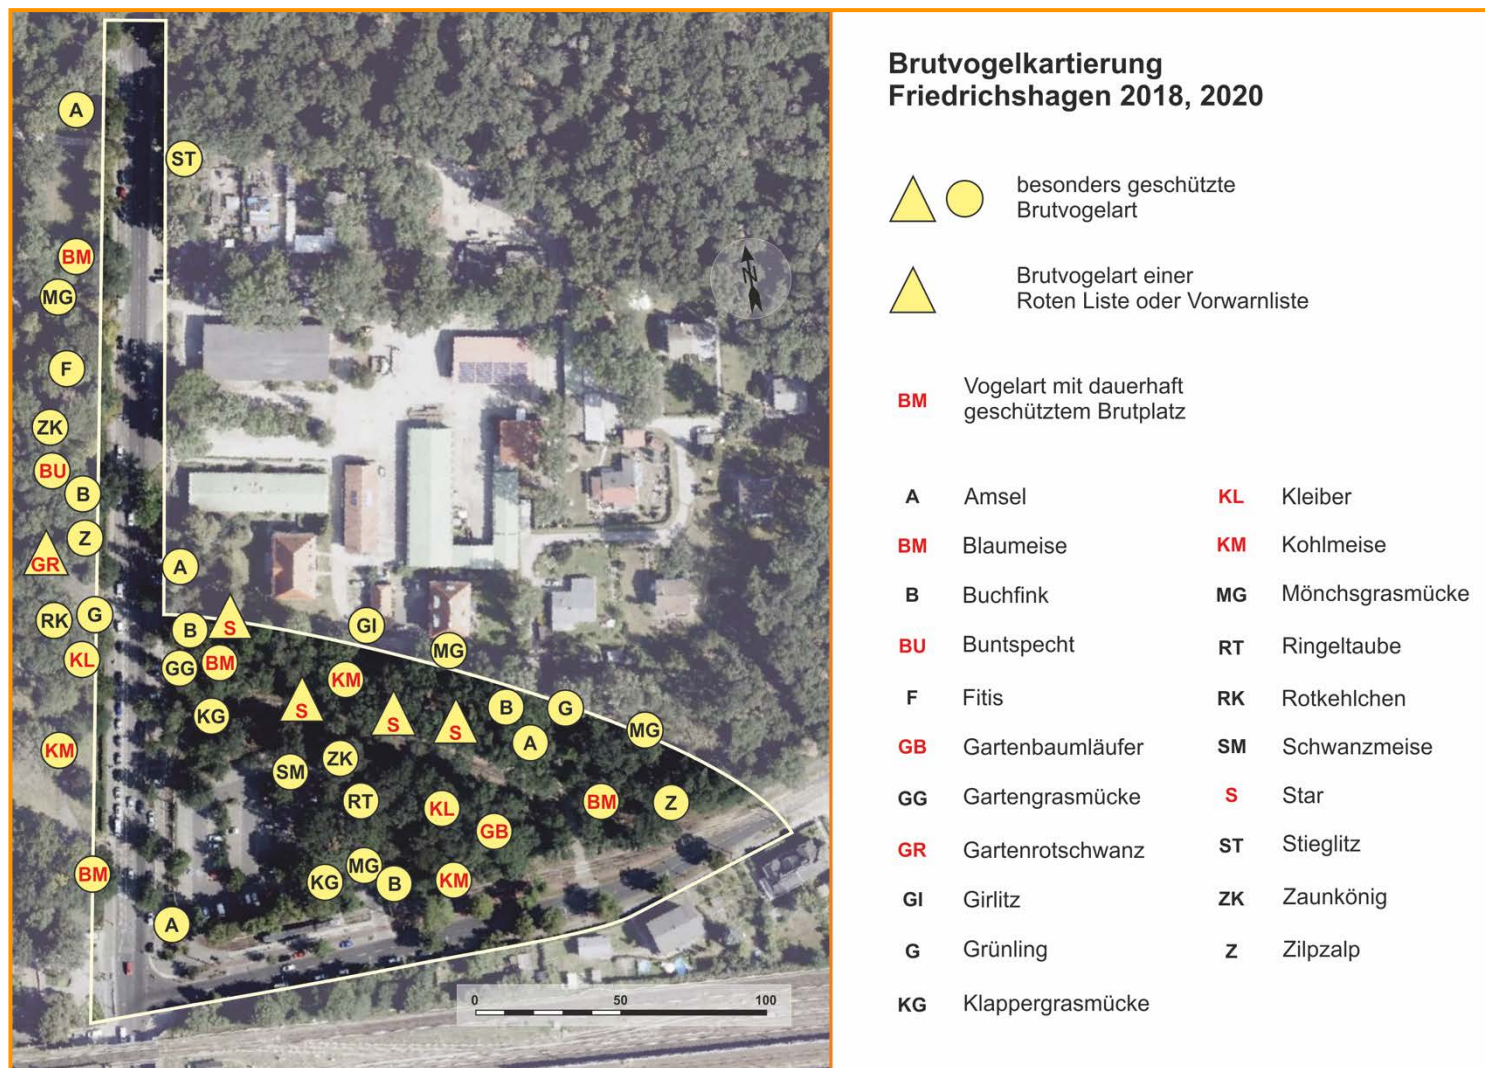 Brutvogelkartierung
Friedrichshagen 2018, 2020
besonders geschützte
Brutvogelart
Brutvogelart einer
Roten Liste oder Vorwarnliste
BM Vogelart mit dauerhaft
geschütztem Brutplatz
A Amsel
BM Blaumeise
B Buchfink
BU Buntspecht
F Fitis
GB Gartenbaumläufer
GG Gartengrasmücke
GR Gartenrotschwanz
GI Girlitz
G Grünling
KG Klappergrasmücke
KL Kleiber
KM Kohlmeise
MG Mönchsgrasmücke
RT Ringeltaube
RK Rotkehlchen
SM Schwanzmeise
S Star
ST Stieglitz
ZK Zaunkönig
Z Zilpzalp
A
ST
BM
N
MG
F
ZK
BU
B
Z
GR
A
RK
G
B
S
GI
KL
GG
BM
MG
KM
KG
S
S
S
B
G
A
MG
KM
SM
ZK
RT
KL
GB
BM
Z
BM
KG
MG
B
KM
A
0 50 100